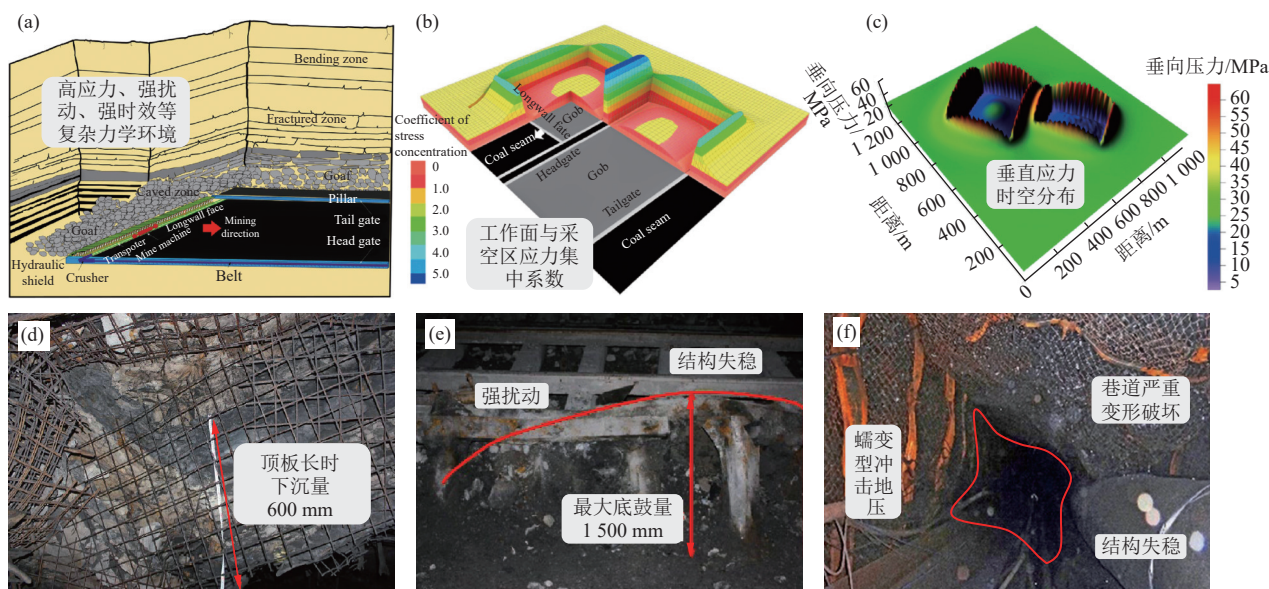 (a)
高应力、强扰
动、强时效等
复杂力学环境
Bending zone
Fractured zone
Caved zone
Goaf
Goaf
Pillar
Longwall face
Transpoter
Mine machine
Mining
direction
Tail gate
Head gate
Hydraulic
shield
Crusher
Belt
(b)
Coefficient of
stress
concentration
0
1.0
2.0
3.0
4.0
5.0
Longwall fate
Gob
Coal seam
Headgate
Gob
Tailgate
Coal seam
工作面与采
空区应力集
中系数
(c)
垂向压力/
MPa
60
40
20
0
1 200
1 000
800
600
400
200
0
距离/m
200
400
600
800
1 000
距离/m
垂直应力
时空分布
垂向压力/MPa
60
55
50
45
40
35
30
25
20
15
10
5
(d)
顶板长时
下沉量
600 mm
(e)
结构失稳
强扰动
最大底鼓量
1 500 mm
(f)
巷道严重
变形破坏
蠕变
型冲
击地
压
结构失稳